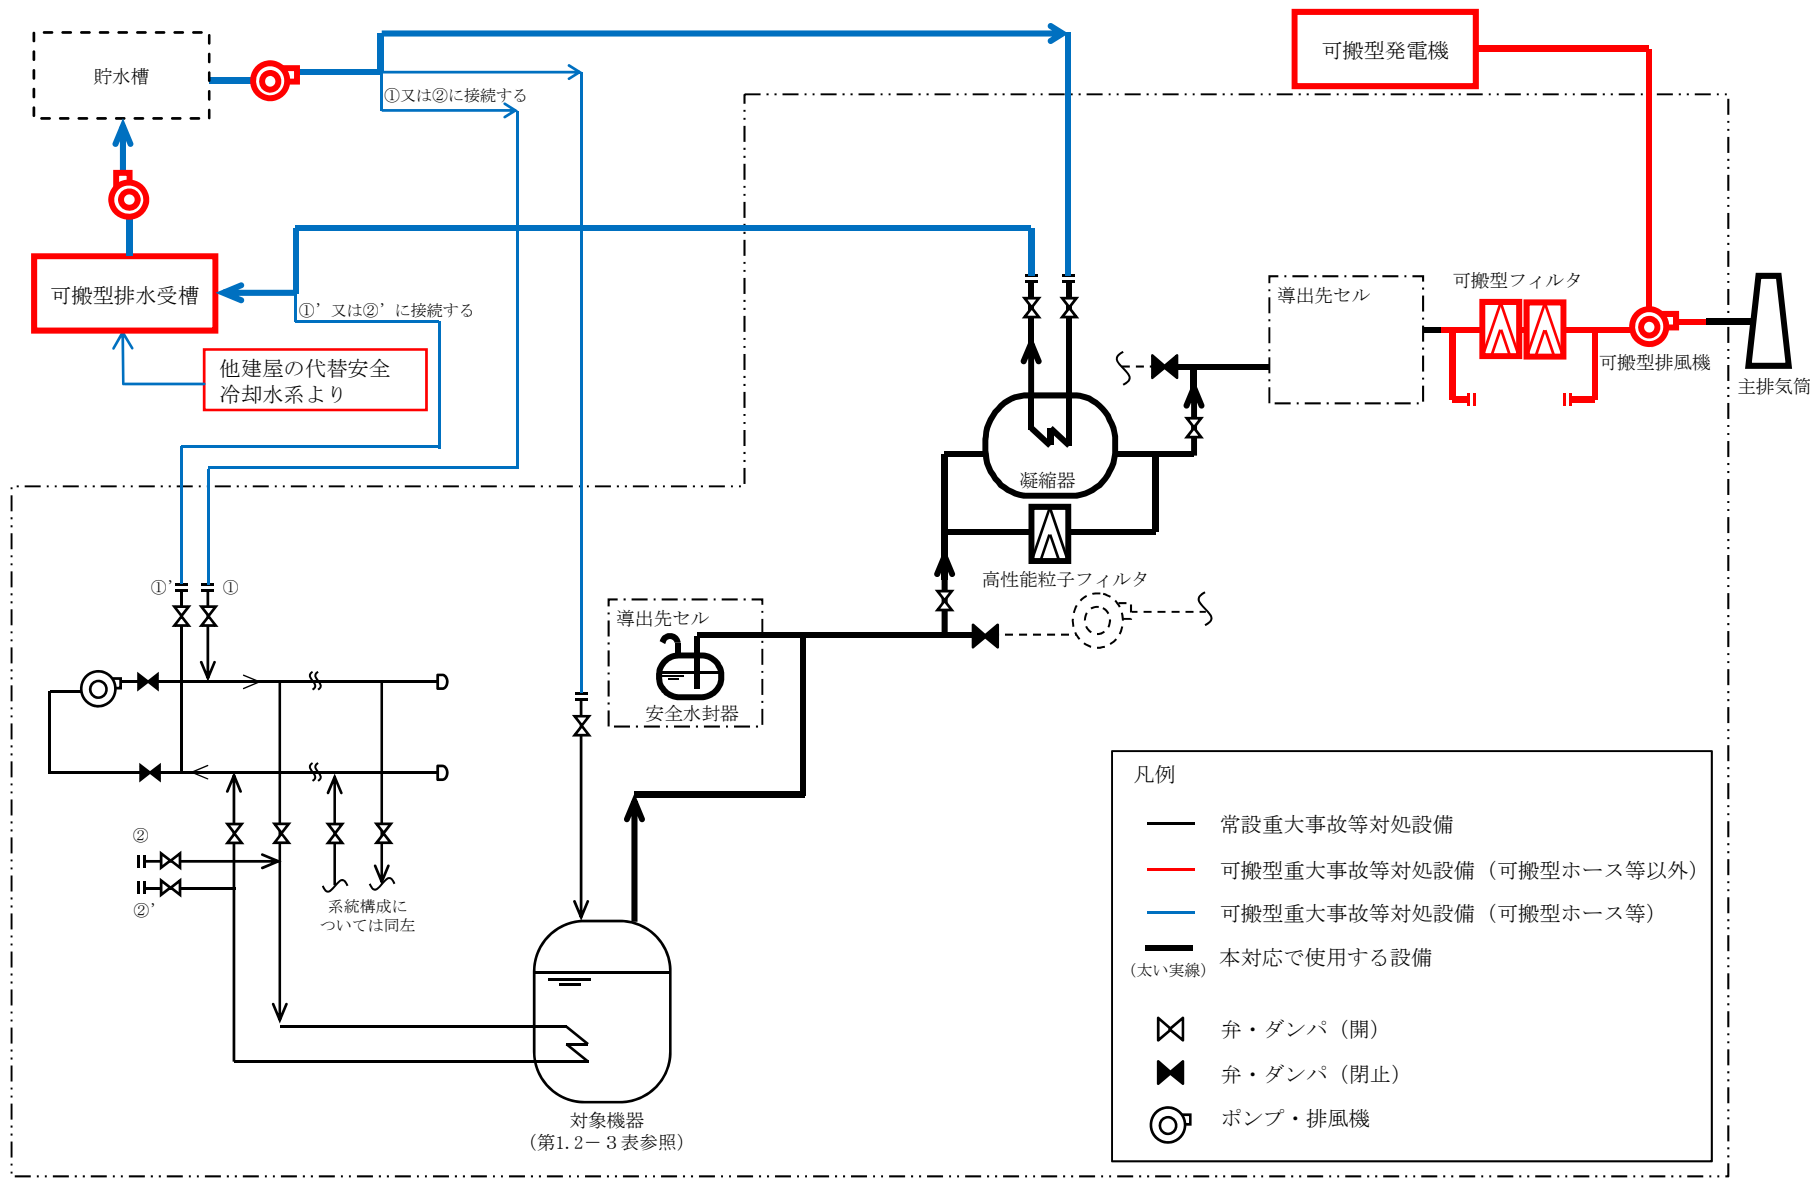 貯水槽
①又は②に接続する
可搬型発電機
可搬型排水受槽
①’又は②’に接続する
他建屋の代替安全
冷却水系より
導出先セル
可搬型フィルタ
可搬型排風機
主排気筒
凝縮器
高性能粒子フィルタ
①’
①
導出先セル
安全水封器
②
②’
系統構成に
ついては同左
対象機器
（第1.2－３表参照）
凡例
常設重大事故等対処設備
可搬型重大事故等対処設備（可搬型ホース等以外）
可搬型重大事故等対処設備（可搬型ホース等）
本対応で使用する設備
（太い実線）
弁・ダンパ（開）
弁・ダンパ（閉止）
ポンプ・排風機